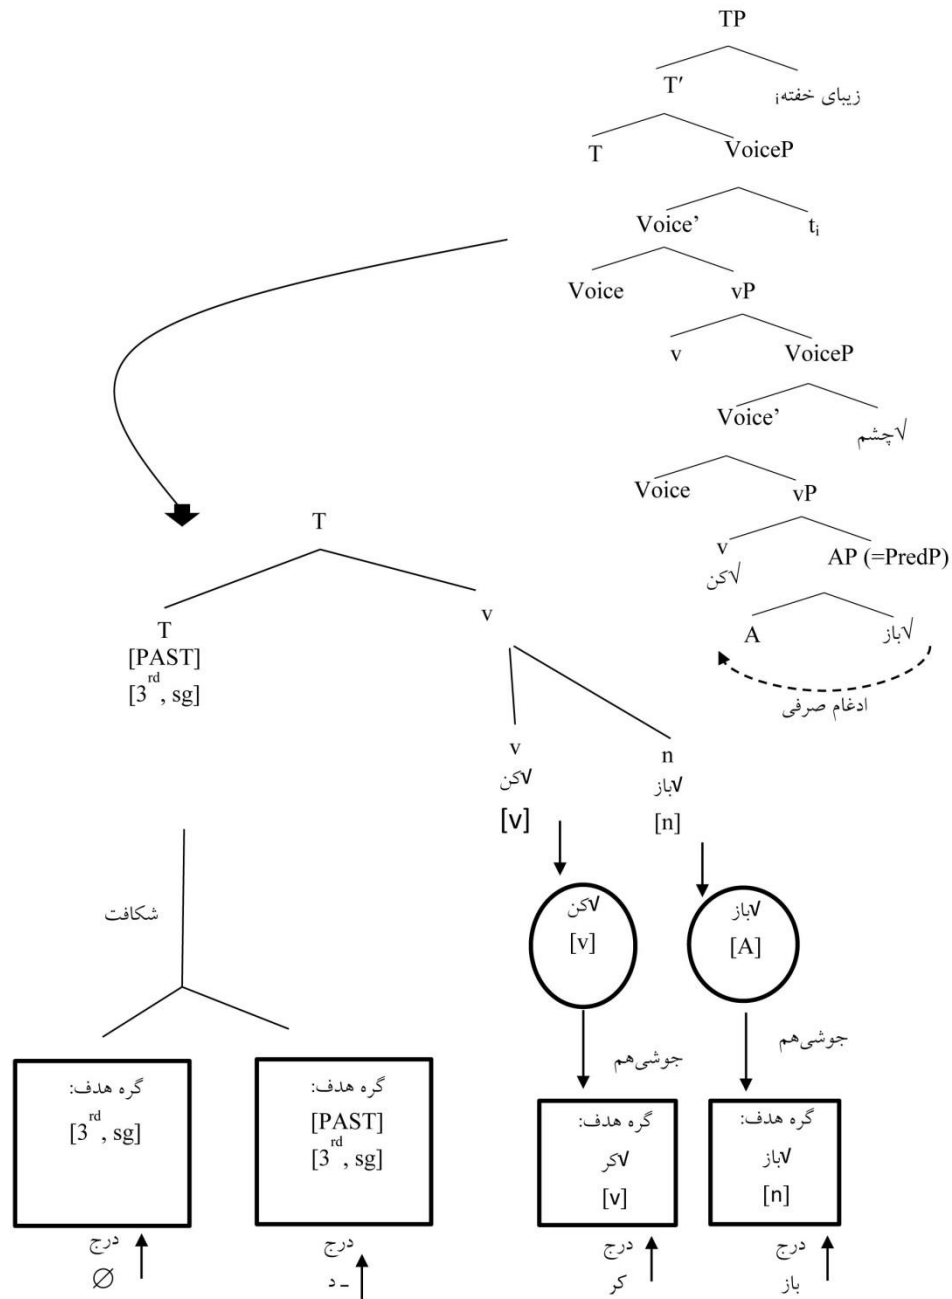 TP
T′
زیبای خفتهi
T
VoiceP
Voice’
ti
Voice
vP
v
VoiceP
Voice’
√چشم
Voice
vP
v
√کن
AP (=PredP)
A
√باز
ادغام صرفی
T
T
[PAST]
[3rd, sg]
v
v
√کن
[v]
n
√باز
[n]
شکافت
√کن
[v]
√باز
[A]
جوشی‌هم
جوشی‌هم
گره هدف:
[3rd, sg]
درج
∅
گره هدف:
[PAST]
[3rd, sg]
درج
ـ د
گره هدف:
√کر
[v]
درج
کر
گره هدف:
√باز
[n]
درج
باز